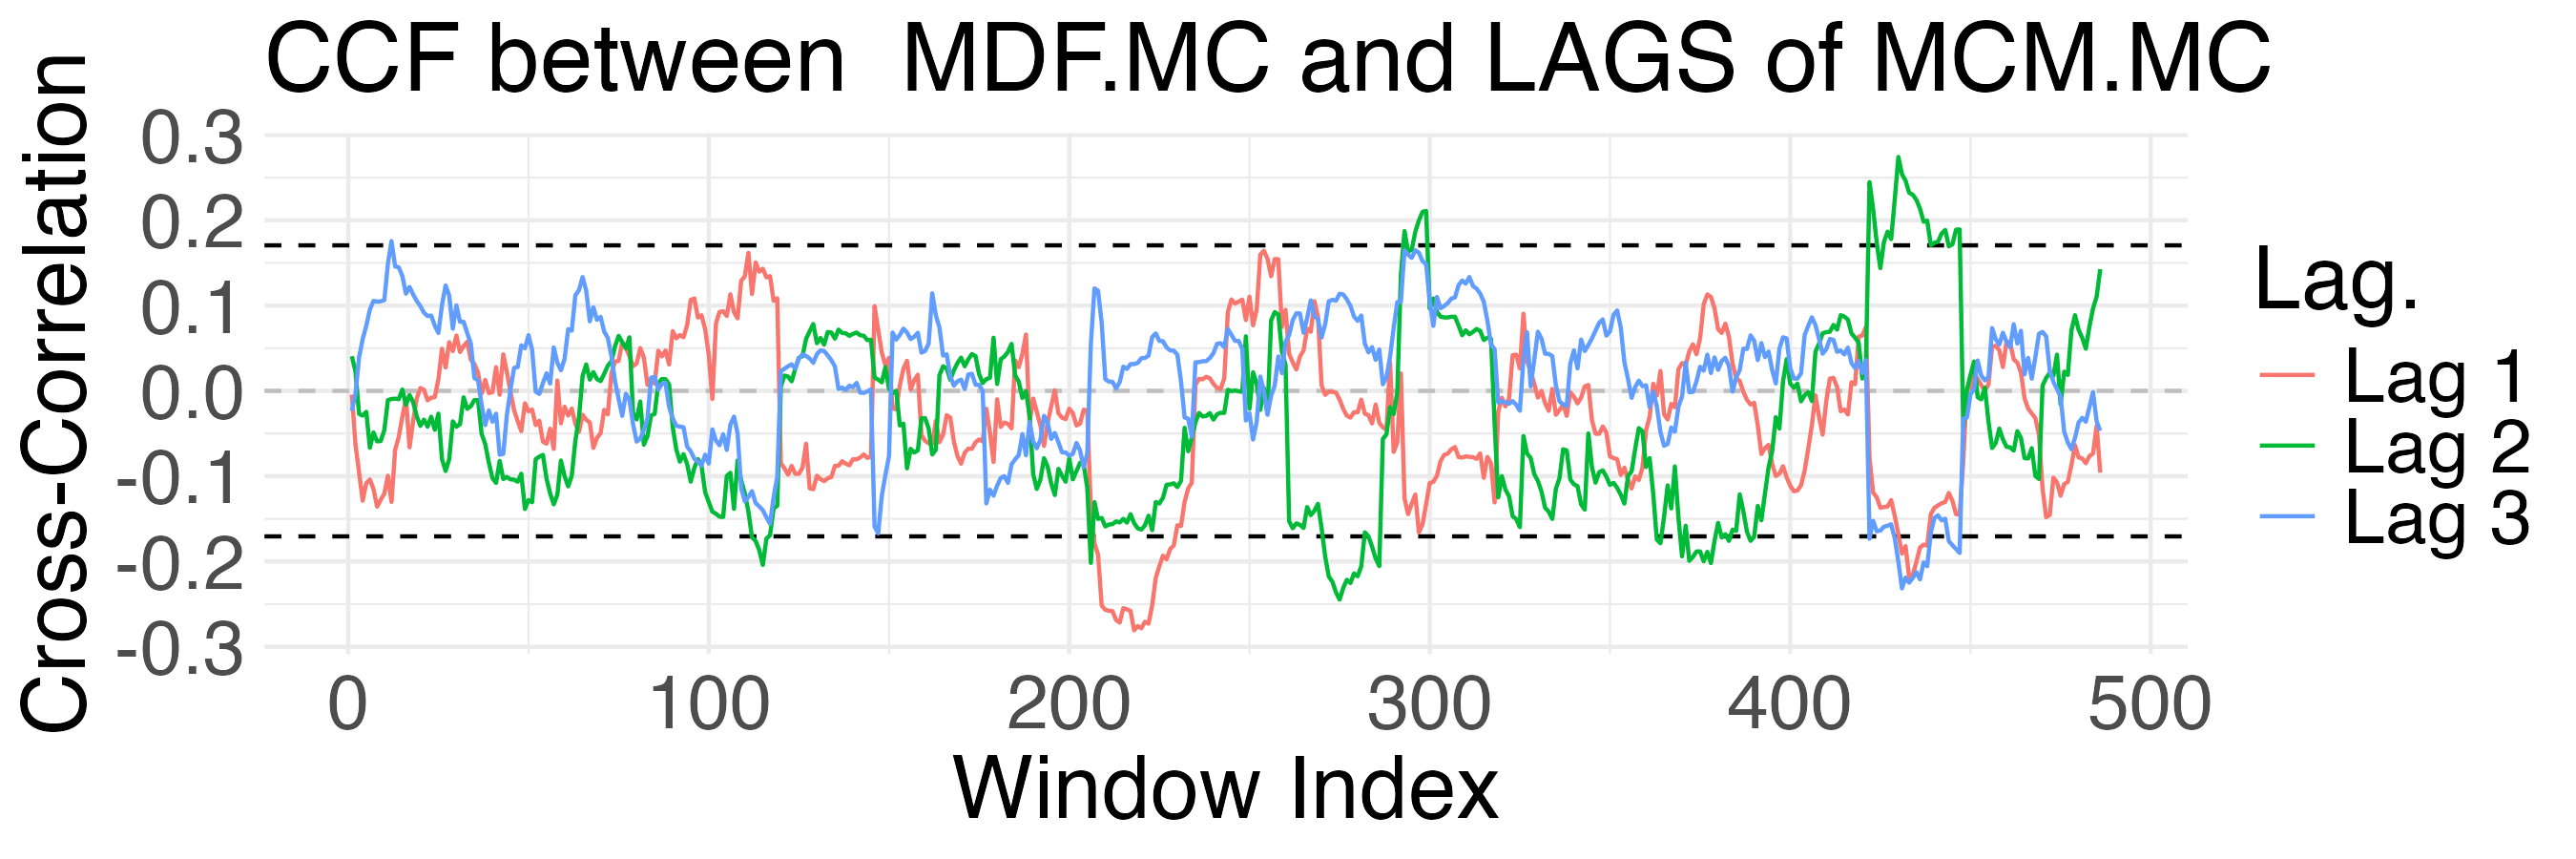 CCF between  MDF.MC and LAGS of MCM.MC
Cross-Correlation
0.3
0.2
0.1
0.0
-0.1
-0.2
-0.3
0 100 200 300 400 500
Window Index
Lag.
Lag 1
Lag 2
Lag 3